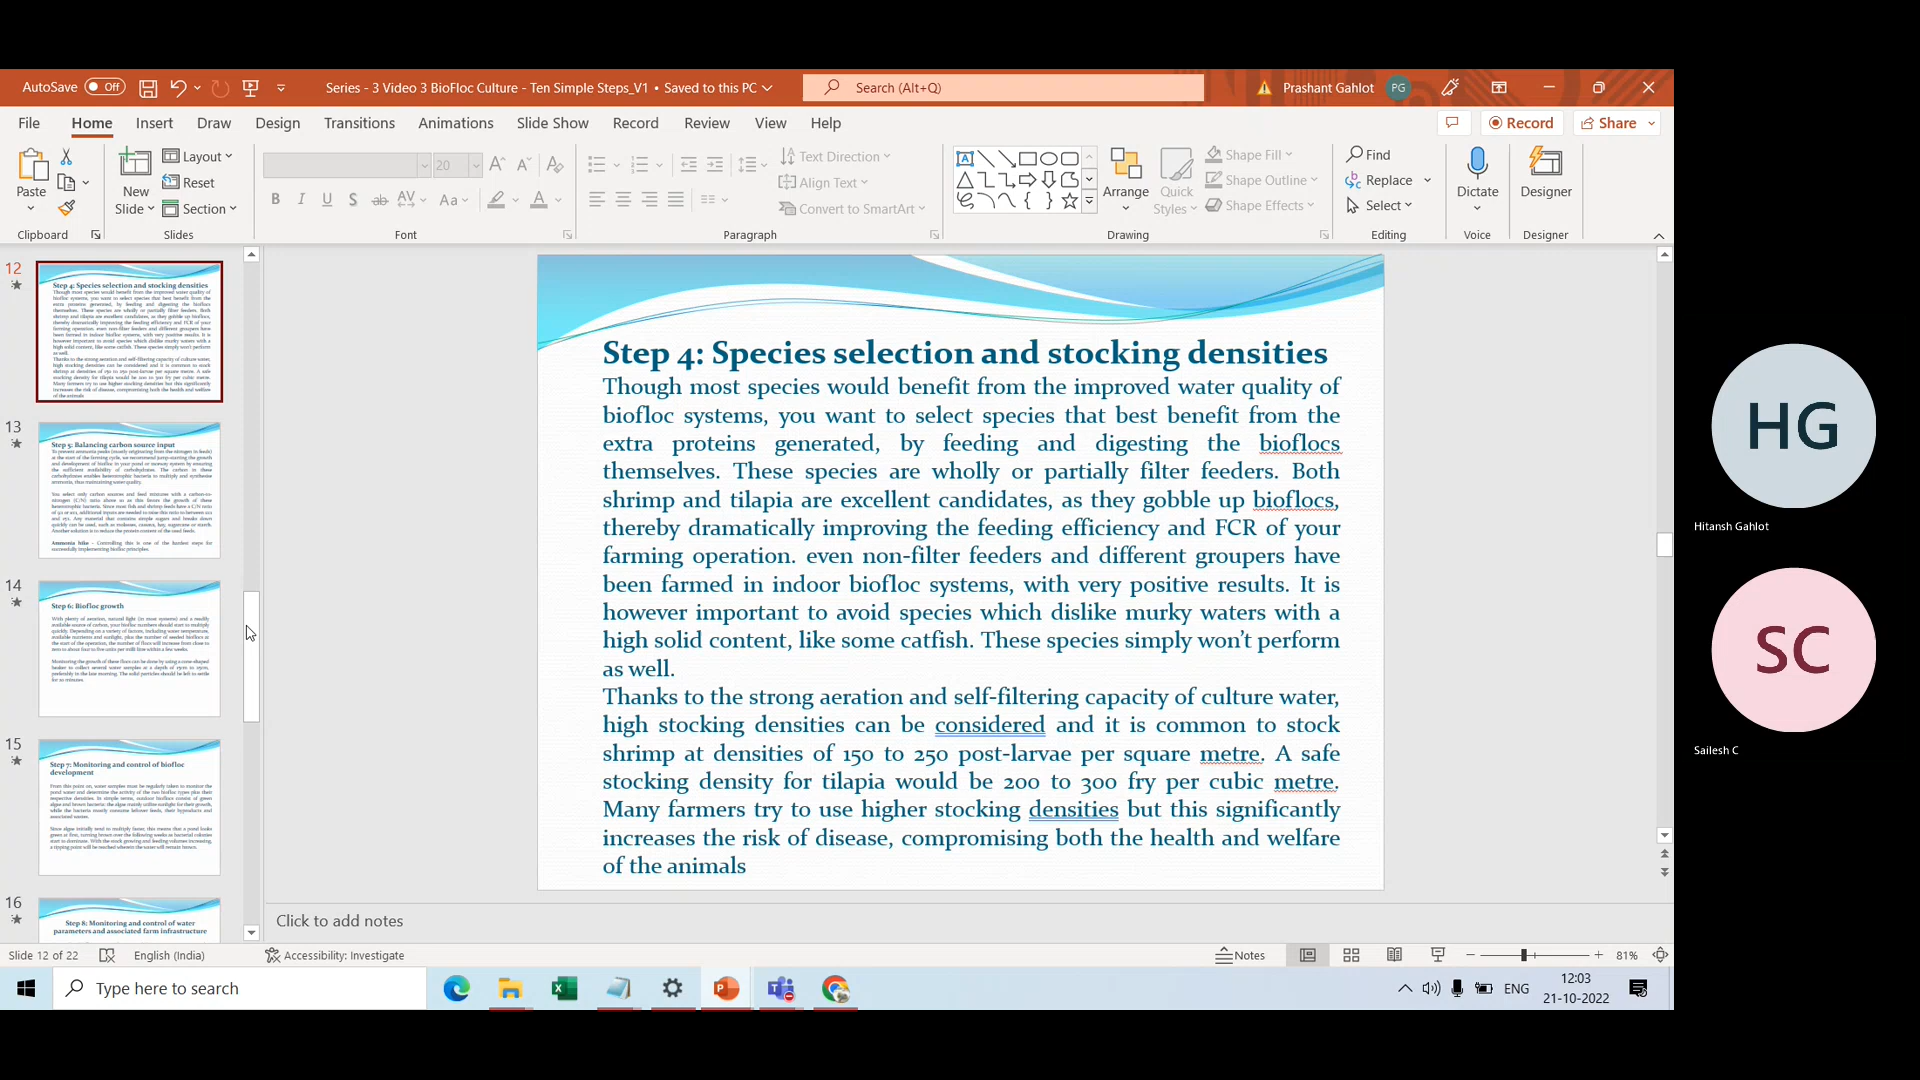 AutoSave Off
Series - 3 Video 3 BioFloc Culture - Ten Simple Steps_V1 • Saved to this PC
Search (Alt+Q)
Prashant Gahlot PG
File Home Insert Draw Design Transitions Animations Slide Show Record Review View Help
Record Share
Paste
New Slide
Layout
Reset
Section
20
Text Direction
Align Text
Convert to SmartArt
Arrange
Quick Styles
Shape Fill
Shape Outline
Shape Effects
Find
Replace
Select
Dictate
Designer
Clipboard Slides Font Paragraph Drawing Editing Voice Designer
12
Step 4: Species selection and stocking densities
13
Step 5: Balancing carbon source input
14
Step 6: Biofloc growth
15
Step 7: Monitoring and control of biofloc
development
16
Step 8: Monitoring and control of water
parameters and associated farm infrastructure
Step 4: Species selection and stocking densities
Though most species would benefit from the improved water quality of
biofloc systems, you want to select species that best benefit from the
extra proteins generated, by feeding and digesting the bioflocs
themselves. These species are wholly or partially filter feeders. Both
shrimp and tilapia are excellent candidates, as they gobble up bioflocs,
thereby dramatically improving the feeding efficiency and FCR of your
farming operation. even non-filter feeders and different groupers have
been farmed in indoor biofloc systems, with very positive results. It is
however important to avoid species which dislike murky waters with a
high solid content, like some catfish. These species simply won't perform
as well.
Thanks to the strong aeration and self-filtering capacity of culture water,
high stocking densities can be considered and it is common to stock
shrimp at densities of 150 to 250 post-larvae per square metre. A safe
stocking density for tilapia would be 200 to 300 fry per cubic metre.
Many farmers try to use higher stocking densities but this significantly
increases the risk of disease, compromising both the health and welfare
of the animals
Click to add notes
Slide 12 of 22
English (India)
Accessibility: Investigate
Notes
81%
Type here to search
ENG
12:03
21-10-2022
HG
Hitansh Gahlot
SC
Sailesh C